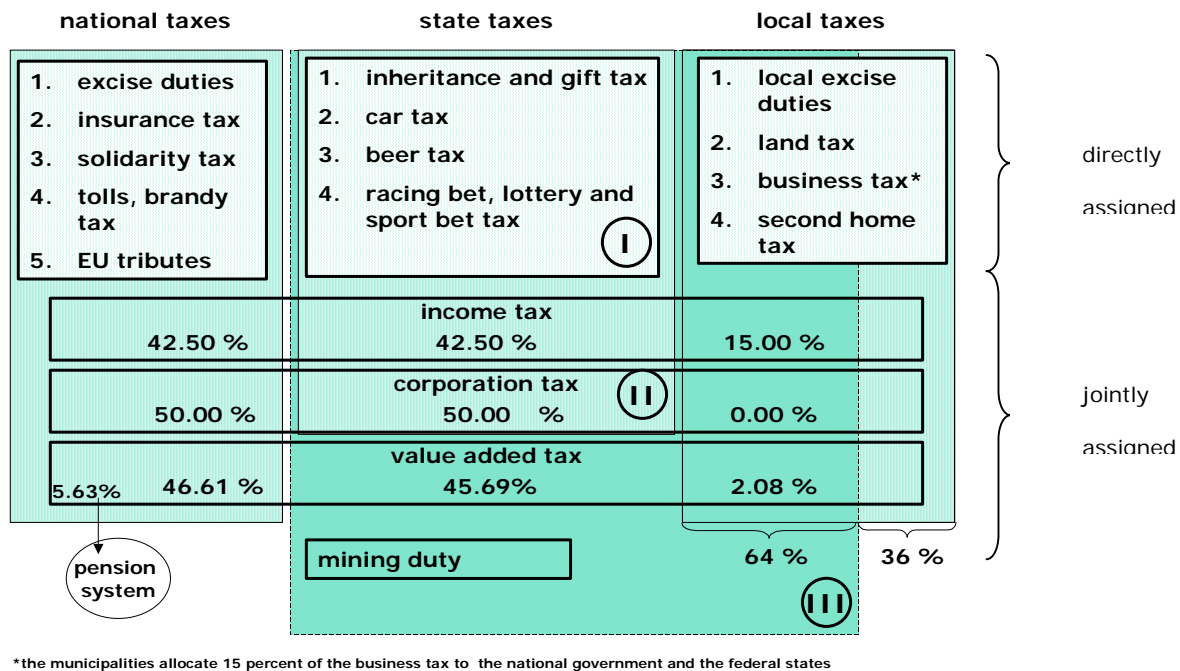 national taxes
state taxes
local taxes
1. excise duties
2. insurance tax
3. solidarity tax
4. tolls, brandy
tax
5. EU tributes
1. inheritance and gift tax
2. car tax
3. beer tax
4. racing bet, lottery and
sport bet tax
I
1. local excise
duties
2. land tax
3. business tax*
4. second home
tax
directly
assigned
income tax
42.50 % 42.50 % 15.00 %
corporation tax
II
50.00 % 50.00 % 0.00 %
value added tax
5.63% 46.61 % 45.69% 2.08 %
jointly
assigned
pension
system
mining duty
64 % 36 %
III
*the municipalities allocate 15 percent of the business tax to the national government and the federal states